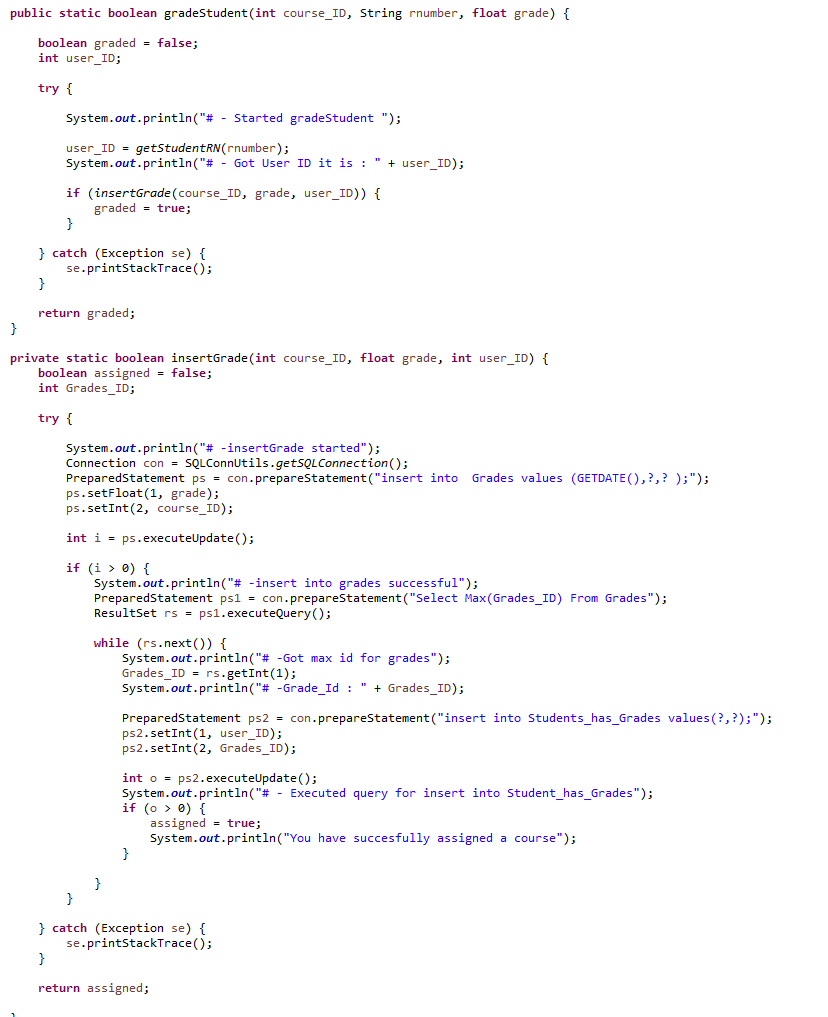 public static boolean gradeStudent(int course_ID, String rnumber, float grade) {
boolean graded = false;
int user_ID;
try {
System.out.println("# - Started gradeStudent ");
user_ID = getStudentRN(rnumber);
System.out.println("# - Got User ID it is : " + user_ID);
if (insertGrade(course_ID, grade, user_ID)) {
graded = true;
}
} catch (Exception se) {
se.printStackTrace();
}
return graded;
}
private static boolean insertGrade(int course_ID, float grade, int user_ID) {
boolean assigned = false;
int Grades_ID;
try {
System.out.println("# -insertGrade started");
Connection con = SQLConnUtils.getSQLConnection();
PreparedStatement ps = con.prepareStatement("insert into  Grades values (GETDATE(),?,? );");
ps.setFloat(1, grade);
ps.setInt(2, course_ID);
int i = ps.executeUpdate();
if (i > 0) {
System.out.println("# -insert into grades successful");
PreparedStatement ps1 = con.prepareStatement("Select Max(Grades_ID) From Grades");
ResultSet rs = ps1.executeQuery();
while (rs.next()) {
System.out.println("# -Got max id for grades");
Grades_ID = rs.getInt(1);
System.out.println("# -Grade_Id : " + Grades_ID);
PreparedStatement ps2 = con.prepareStatement("insert into Students_has_Grades values(?,?);");
ps2.setInt(1, user_ID);
ps2.setInt(2, Grades_ID);
int o = ps2.executeUpdate();
System.out.println("# - Executed query for insert into Student_has_Grades");
if (o > 0) {
assigned = true;
System.out.println("You have succesfully assigned a course");
}
}
}
} catch (Exception se) {
se.printStackTrace();
}
return assigned;
}